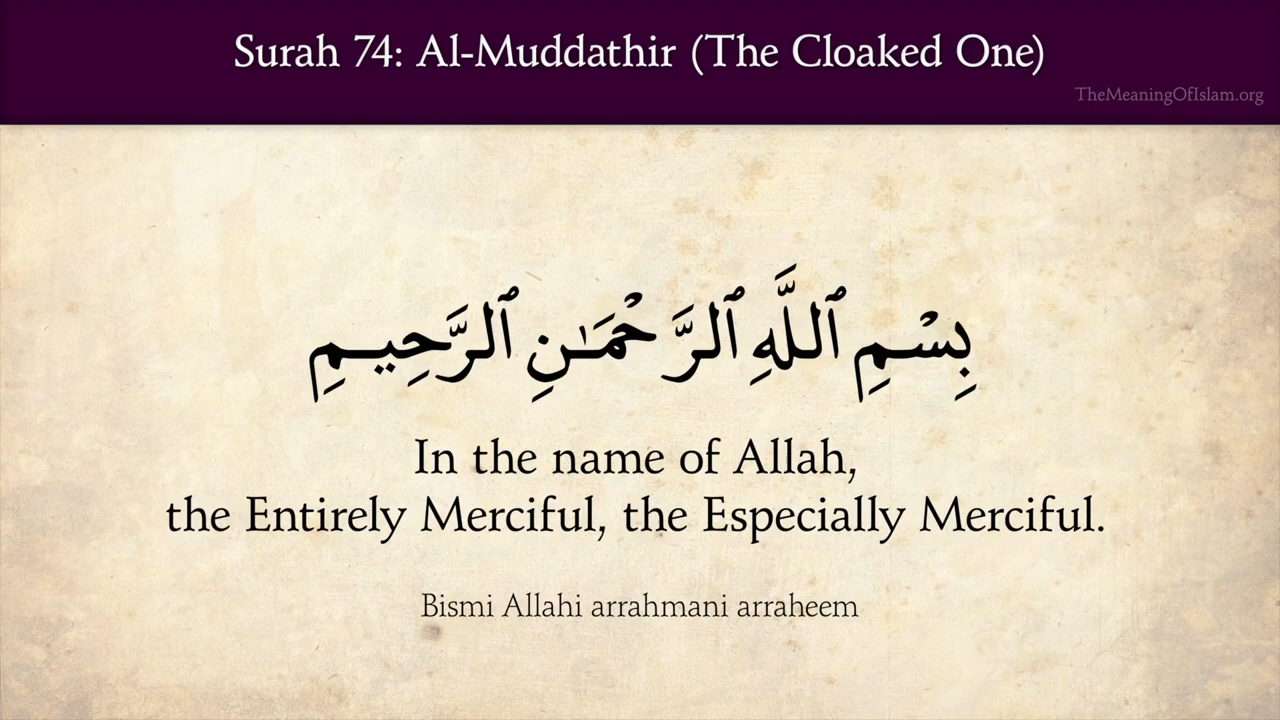 Surah 74: Al-Muddathir (The Cloaked One)
TheMeaningOfIslam.org
بِسْمِ ٱللَّهِ ٱلرَّحْمَـٰنِ ٱلرَّحِيمِ
In the name of Allah,
the Entirely Merciful, the Especially Merciful.
Bismi Allahi arrahmani arraheem